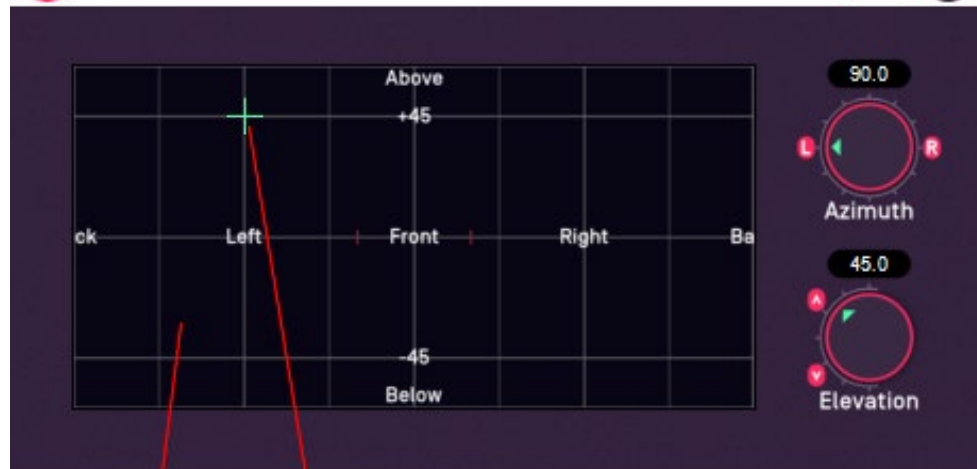 Above
+45
ck Left Front Right Ba
-45
Below
90.0
L R
Azimuth
45.0
Elevation